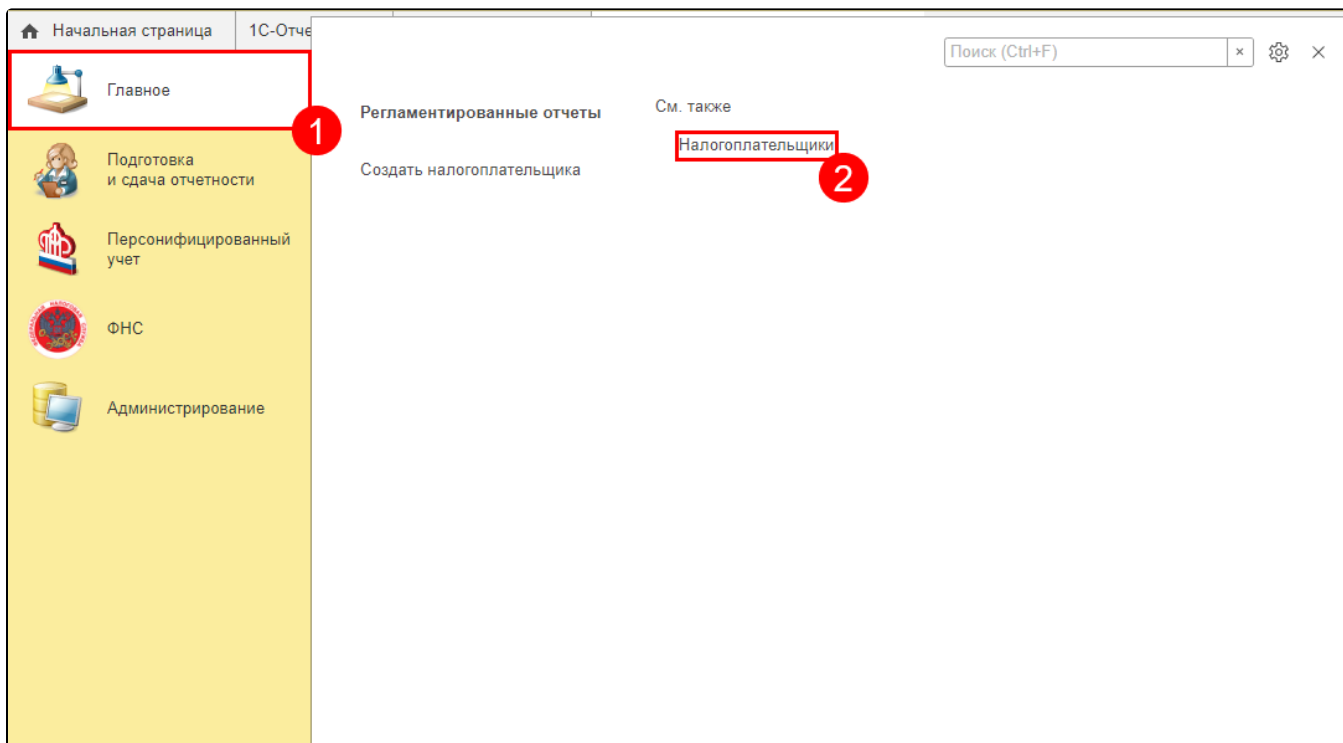 Начальная страница
1С-Отче
Поиск (Ctrl+F)
Главное
1
Регламентированные отчеты
См. также
Налогоплательщики
2
Создать налогоплательщика
Подготовка
и сдача отчетности
Персонифицированный
учет
ФНС
Администрирование